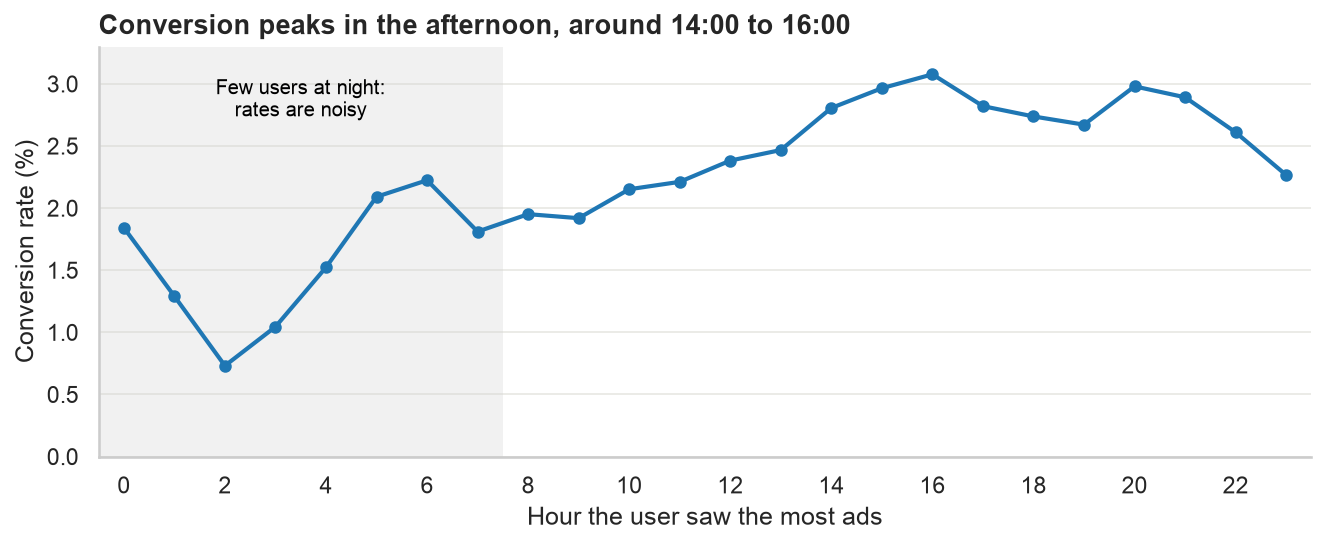 Conversion peaks in the afternoon, around 14:00 to 16:00
Few users at night:
rates are noisy
Conversion rate (%)
3.0
2.5
2.0
1.5
1.0
0.5
0.0
0 2 4 6 8 10 12 14 16 18 20 22
Hour the user saw the most ads